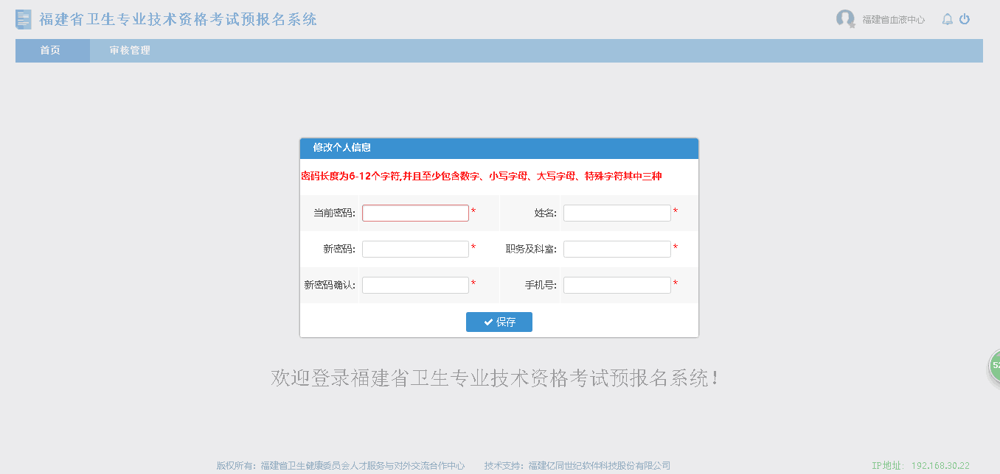 福建省卫生专业技术资格考试预报名系统
福建省血液中心
首页 审核管理
修改个人信息
密码长度为6-12个字符,并且至少包含数字、小写字母、大写字母、特殊字符其中三种
当前密码: * 姓名: *
新密码: * 职务及科室: *
新密码确认: * 手机号: *
保存
欢迎登录福建省卫生专业技术资格考试预报名系统!
版权所有：福建省卫生健康委员会人才服务与对外交流合作中心 技术支持：福建亿同世纪软件科技股份有限公司 IP地址: 192.168.30.22